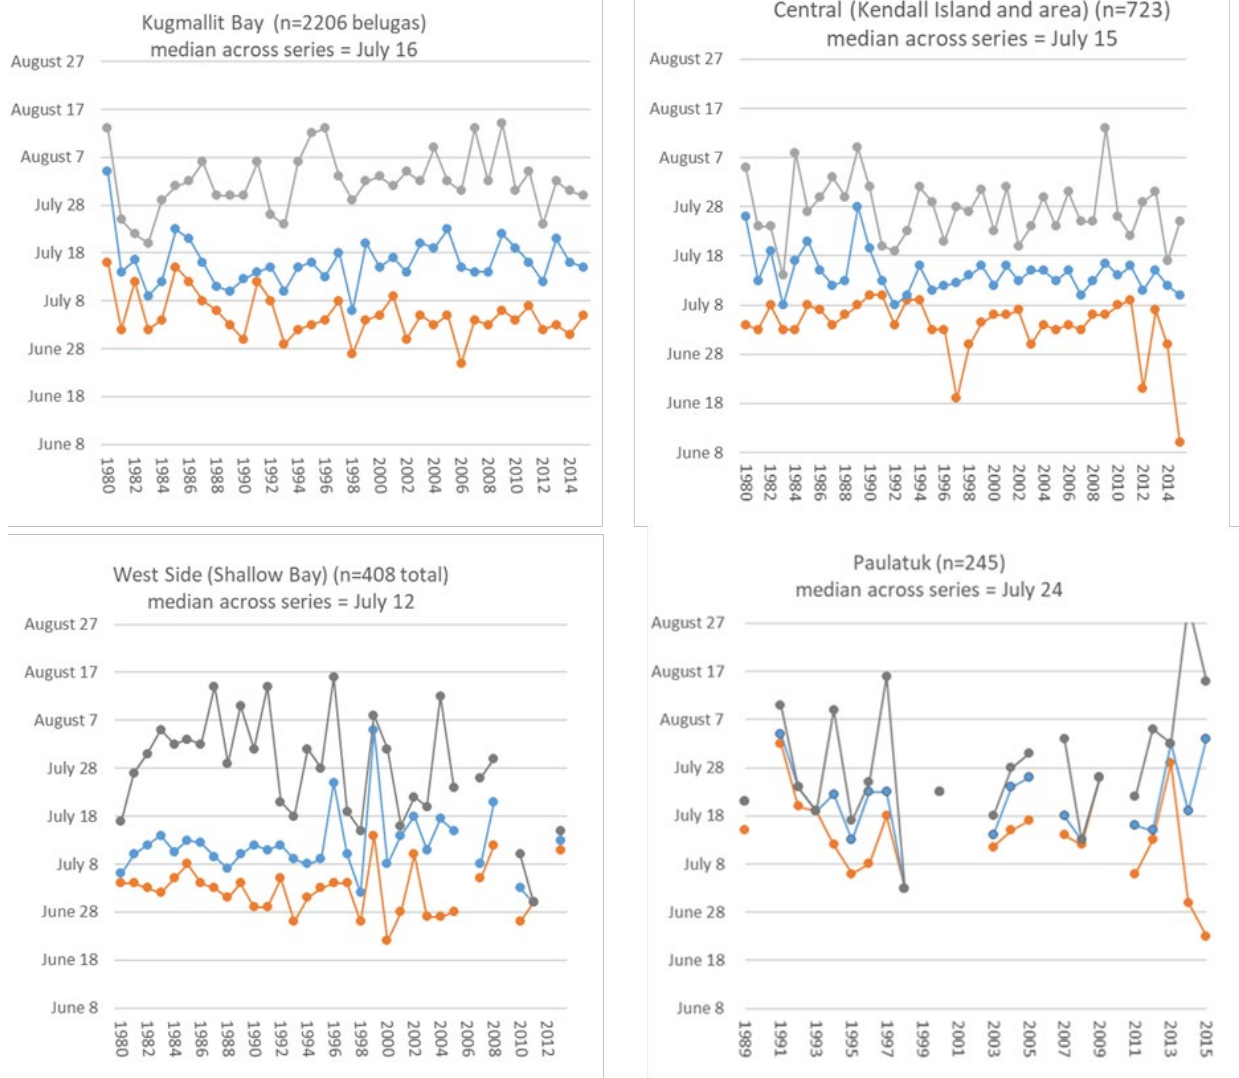 Kugmallit Bay (n=2206 belugas)
median across series = July 16
August 27
August 17
August 7
July 28
July 18
July 8
June 28
June 18
June 8
1980
1982
1984
1986
1988
1990
1992
1994
1996
1998
2000
2002
2004
2006
2008
2010
2012
2014
Central (Kendall Island and area) (n=723)
median across series = July 15
August 27
August 17
August 7
July 28
July 18
July 8
June 28
June 18
June 8
1980
1982
1984
1986
1988
1990
1992
1994
1996
1998
2000
2002
2004
2006
2008
2010
2012
2014
West Side (Shallow Bay) (n=408 total)
median across series = July 12
August 27
August 17
August 7
July 28
July 18
July 8
June 28
June 18
June 8
1980
1982
1984
1986
1988
1990
1992
1994
1996
1998
2000
2002
2004
2006
2008
2010
2012
Paulatuk (n=245)
median across series = July 24
August 27
August 17
August 7
July 28
July 18
July 8
June 28
June 18
June 8
1989
1991
1993
1995
1997
1999
2001
2003
2005
2007
2009
2011
2013
2015